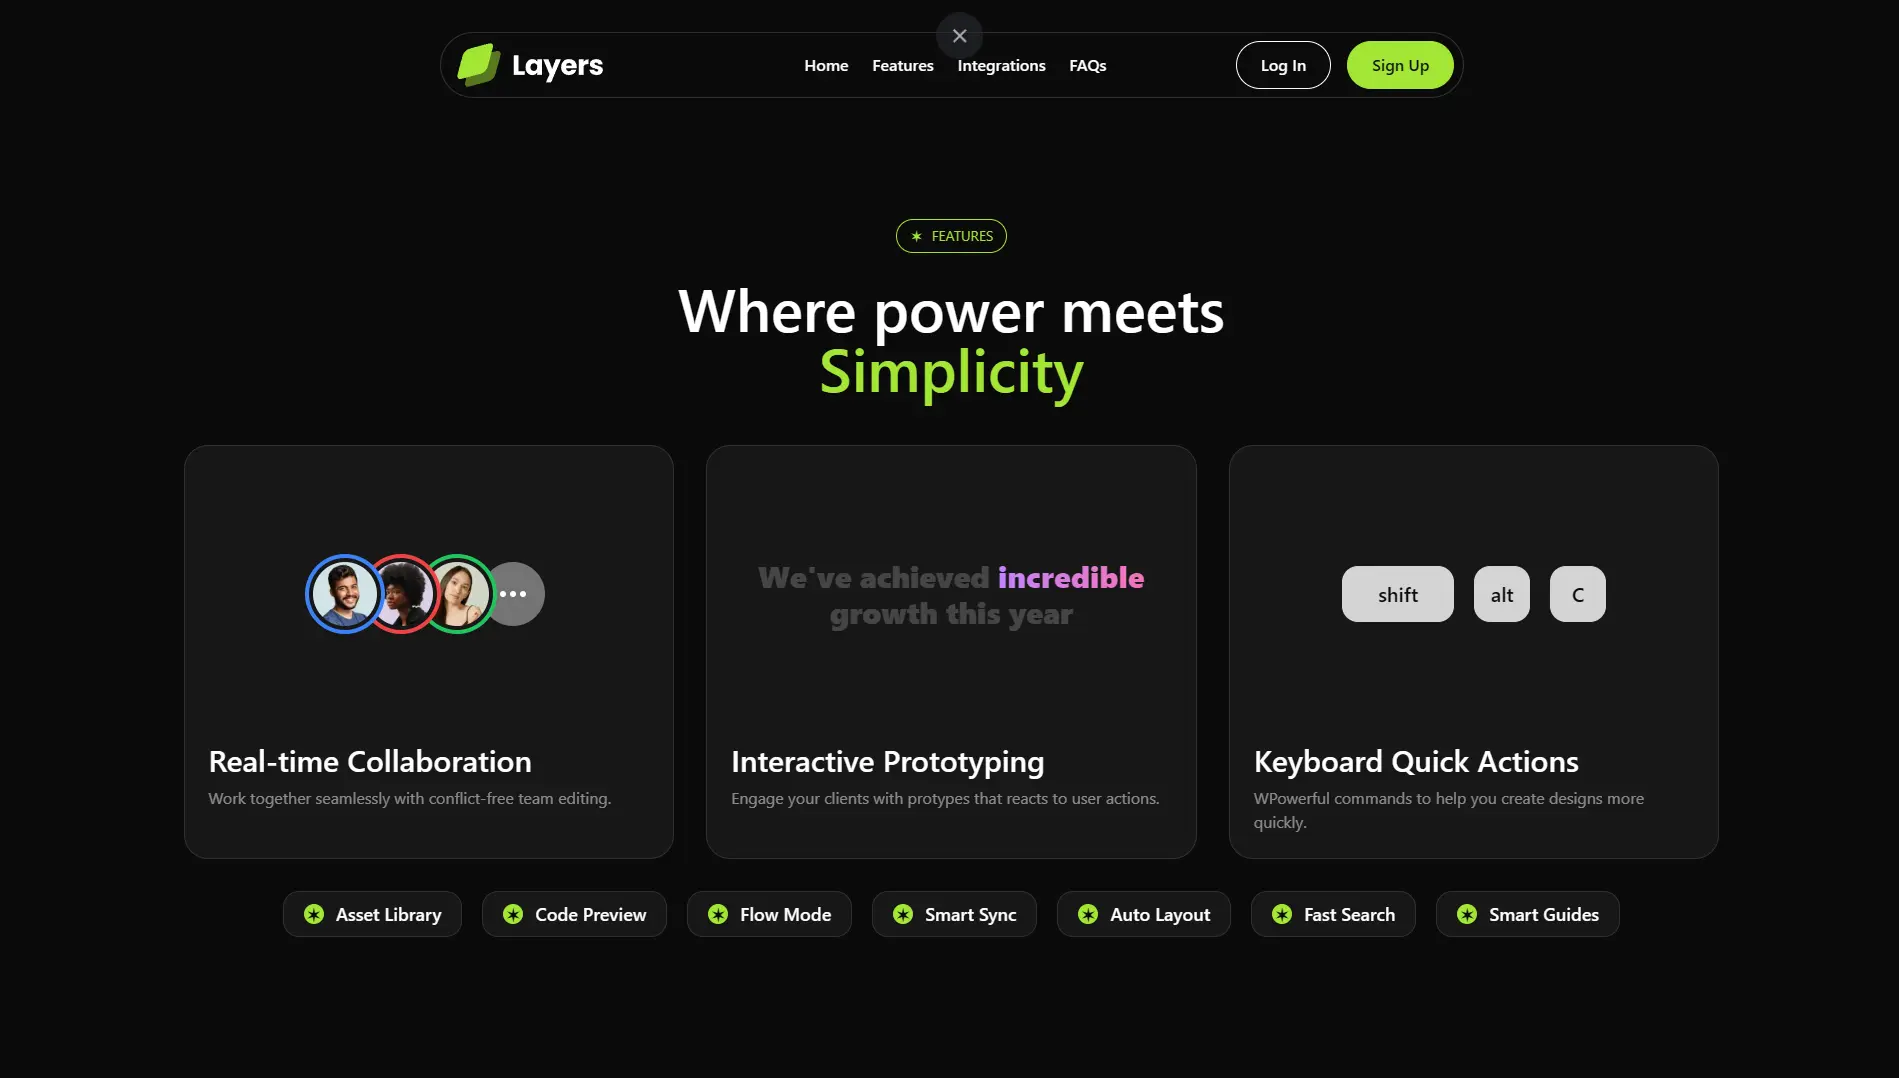 Layers
Home Features Integrations FAQs
Log In
Sign Up
FEATURES
Where power meets
Simplicity
We've achieved incredible
growth this year
shift alt C
Real-time Collaboration
Work together seamlessly with conflict-free team editing.
Interactive Prototyping
Engage your clients with protypes that reacts to user actions.
Keyboard Quick Actions
WPowerful commands to help you create designs more
quickly.
Asset Library
Code Preview
Flow Mode
Smart Sync
Auto Layout
Fast Search
Smart Guides